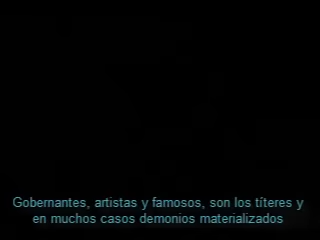 Gobernantes, artistas y famosos, son los títeres y
en muchos casos demonios materializados